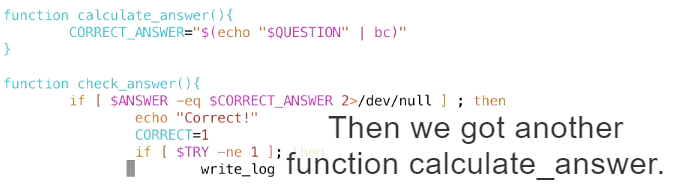 function calculate_answer(){
CORRECT_ANSWER="$(echo "$QUESTION" | bc)"
}
function check_answer(){
if [ $ANSWER -eq $CORRECT_ANSWER 2>/dev/null ] ; then
echo "Correct!"
CORRECT=1
if [ $TRY -ne 1 ]; then
write_log
Then we got another
function calculate_answer.